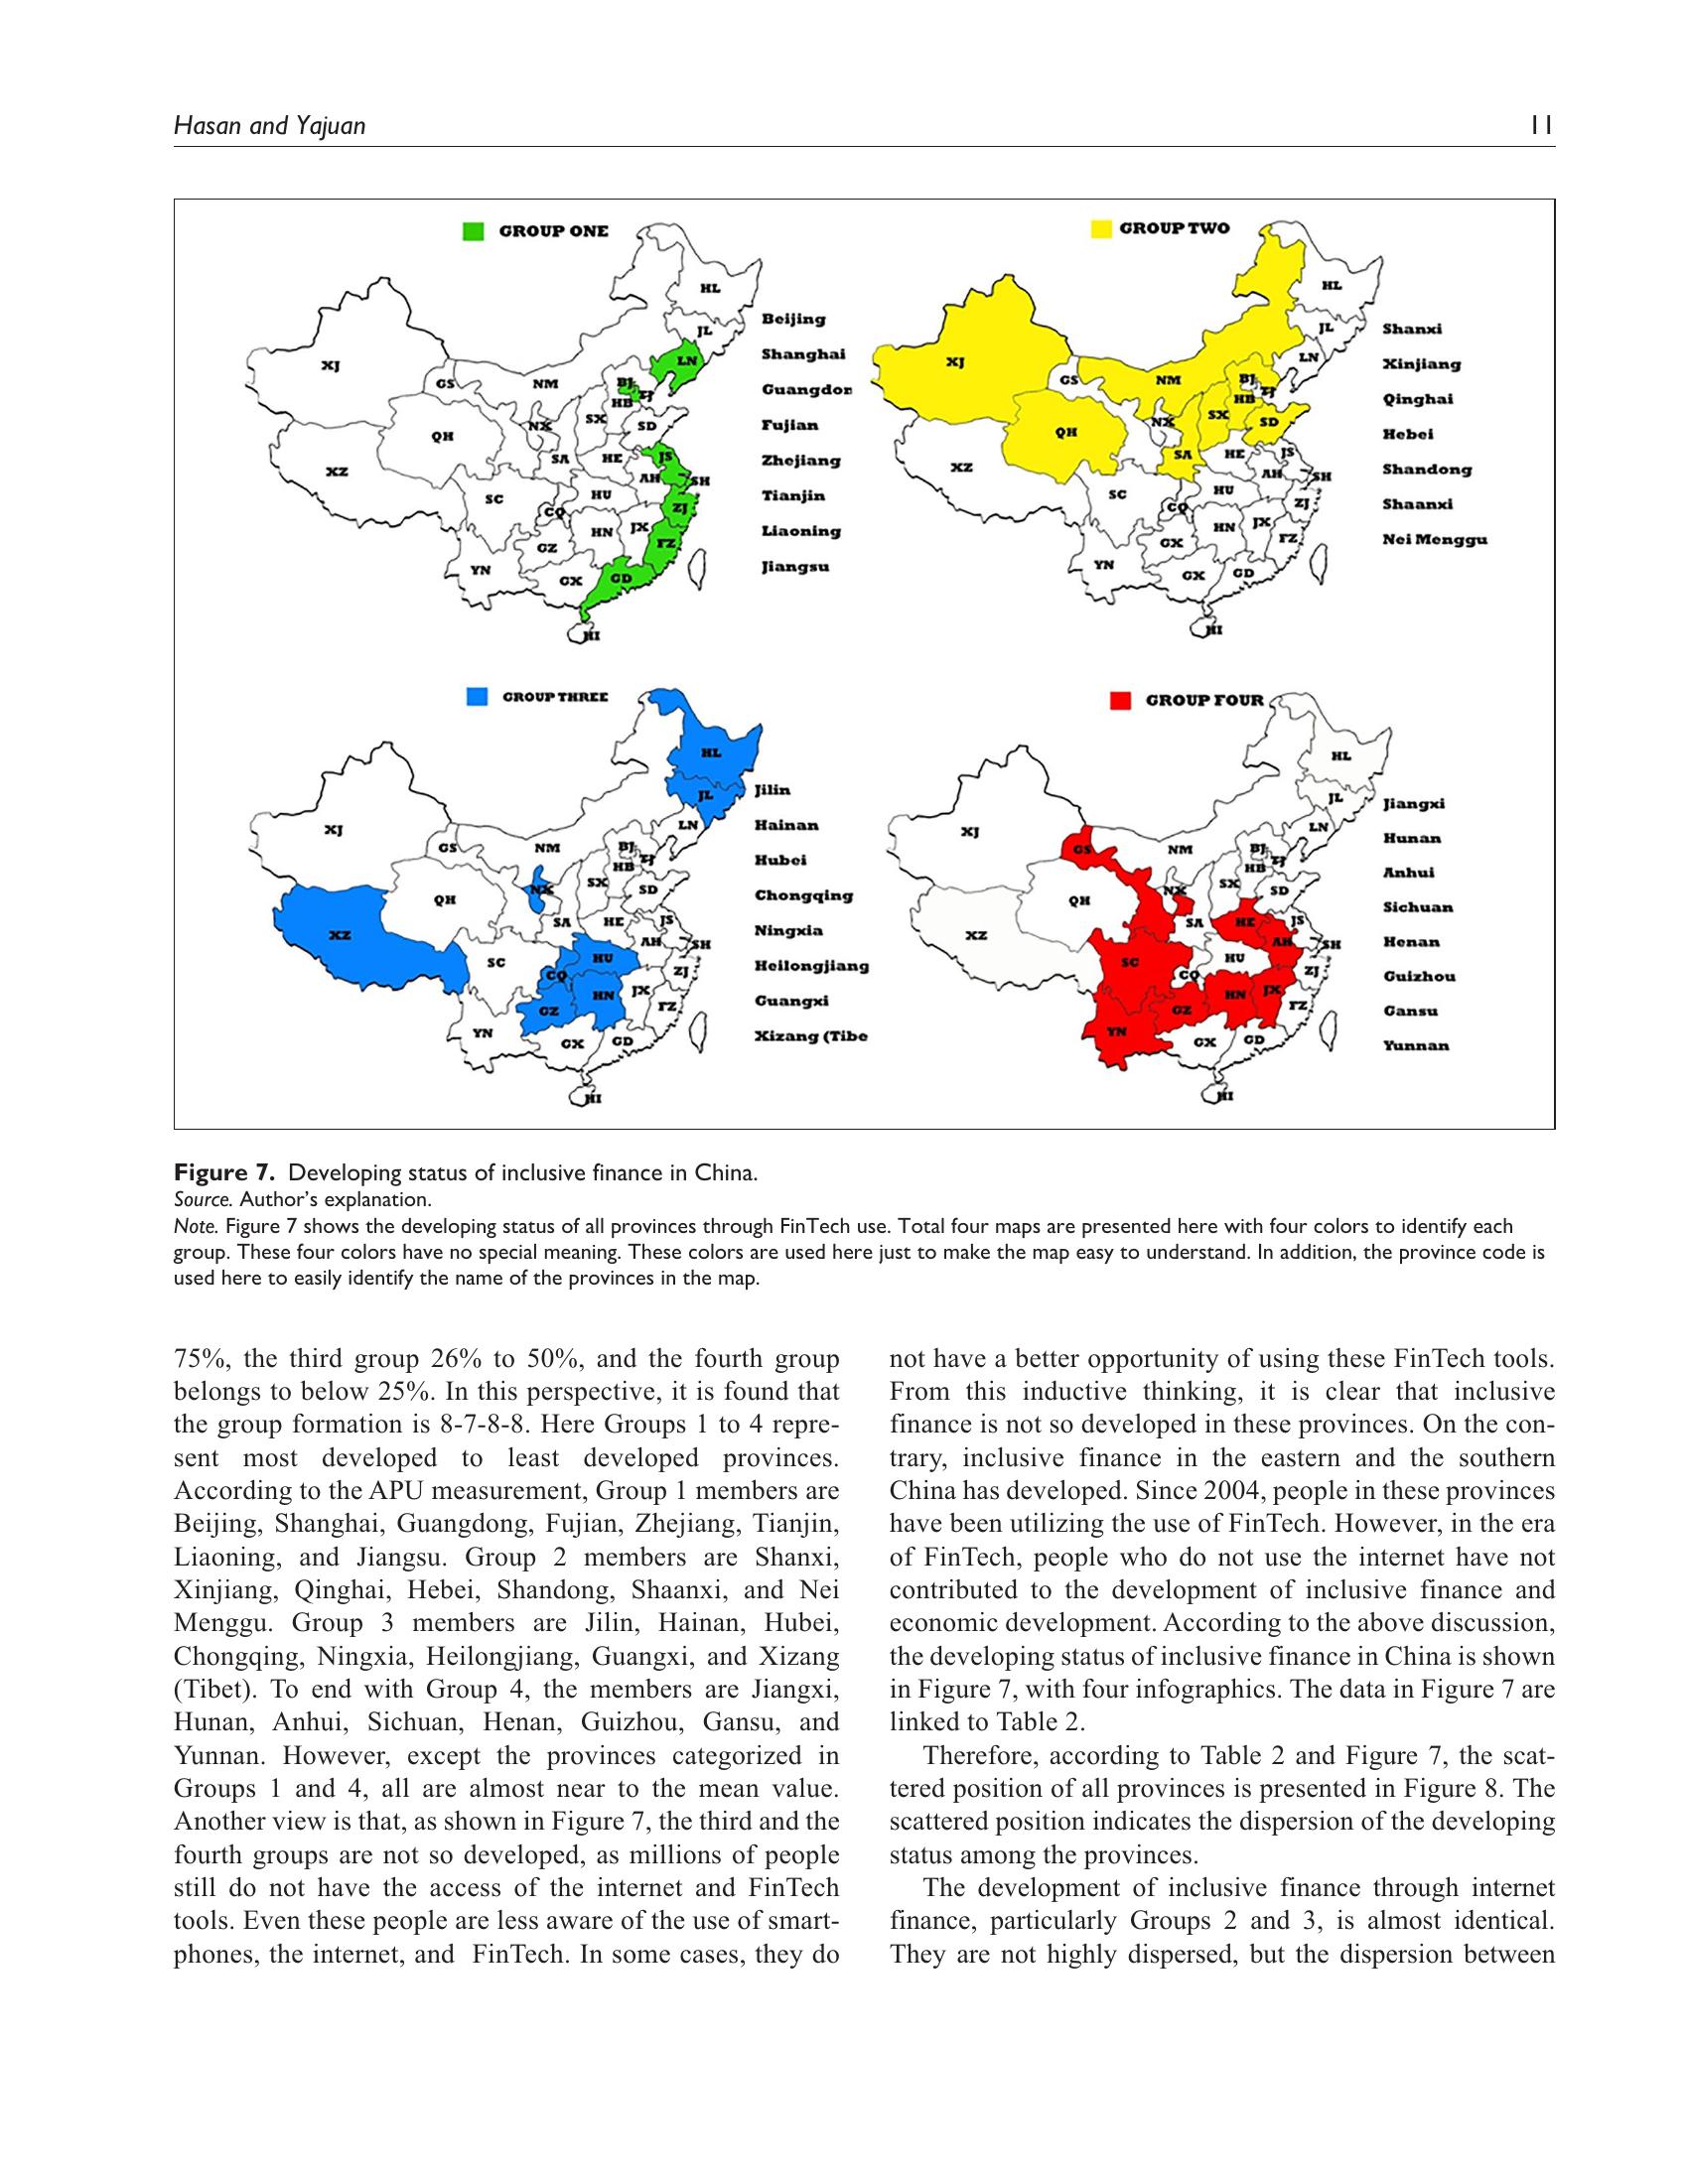 Hasan and Yajuan
11
GROUP ONE
HL
JL
LN
XJ
GS
NM
BJ
TJ
HB
SX
SD
NX
QH
SA
HE
JS
XZ
AH
SH
SC
HU
CQ
ZJ
HN
JX
FZ
GZ
YN
GX
GD
HI
Beijing
Shanghai
Guangdon
Fujian
Zhejiang
Tianjin
Liaoning
Jiangsu
GROUP TWO
HL
JL
LN
XJ
GS
NM
BJ
TJ
HB
SX
SD
NX
QH
SA
HE
JS
XZ
AH
SH
SC
HU
CQ
ZJ
HN
JX
FZ
GX
YN
GX
GD
HI
Shanxi
Xinjiang
Qinghai
Hebei
Shandong
Shaanxi
Nei Menggu
GROUP THREE
HL
JL
LN
XJ
GS
NM
BJ
TJ
HB
SX
SD
NX
QH
SA
HE
JS
XZ
AH
SH
SC
HU
CQ
ZJ
HN
JX
FZ
GZ
YN
GX
GD
HI
Jilin
Hainan
Hubei
Chongqing
Ningxia
Heilongjiang
Guangxi
Xizang (Tibe
GROUP FOUR
HL
JL
LN
XJ
GS
NM
BJ
TJ
HB
SX
SD
NX
QH
SA
HE
JS
XZ
AH
SH
SC
HU
CQ
ZJ
HN
JX
FZ
GZ
YN
GX
GD
HI
Jiangxi
Hunan
Anhui
Sichuan
Henan
Guizhou
Gansu
Yunnan
Figure 7. Developing status of inclusive finance in China.
Source. Author's explanation.
Note. Figure 7 shows the developing status of all provinces through FinTech use. Total four maps are presented here with four colors to identify each
group. These four colors have no special meaning. These colors are used here just to make the map easy to understand. In addition, the province code is
used here to easily identify the name of the provinces in the map.
75%, the third group 26% to 50%, and the fourth group
belongs to below 25%. In this perspective, it is found that
the group formation is 8-7-8-8. Here Groups 1 to 4 repre-
sent most developed to least developed provinces.
According to the APU measurement, Group 1 members are
Beijing, Shanghai, Guangdong, Fujian, Zhejiang, Tianjin,
Liaoning, and Jiangsu. Group 2 members are Shanxi,
Xinjiang, Qinghai, Hebei, Shandong, Shaanxi, and Nei
Menggu. Group 3 members are Jilin, Hainan, Hubei,
Chongqing, Ningxia, Heilongjiang, Guangxi, and Xizang
(Tibet). To end with Group 4, the members are Jiangxi,
Hunan, Anhui, Sichuan, Henan, Guizhou, Gansu, and
Yunnan. However, except the provinces categorized in
Groups 1 and 4, all are almost near to the mean value.
Another view is that, as shown in Figure 7, the third and the
fourth groups are not so developed, as millions of people
still do not have the access of the internet and FinTech
tools. Even these people are less aware of the use of smart-
phones, the internet, and FinTech. In some cases, they do
not have a better opportunity of using these FinTech tools.
From this inductive thinking, it is clear that inclusive
finance is not so developed in these provinces. On the con-
trary, inclusive finance in the eastern and the southern
China has developed. Since 2004, people in these provinces
have been utilizing the use of FinTech. However, in the era
of FinTech, people who do not use the internet have not
contributed to the development of inclusive finance and
economic development. According to the above discussion,
the developing status of inclusive finance in China is shown
in Figure 7, with four infographics. The data in Figure 7 are
linked to Table 2.
Therefore, according to Table 2 and Figure 7, the scat-
tered position of all provinces is presented in Figure 8. The
scattered position indicates the dispersion of the developing
status among the provinces.
The development of inclusive finance through internet
finance, particularly Groups 2 and 3, is almost identical.
They are not highly dispersed, but the dispersion between